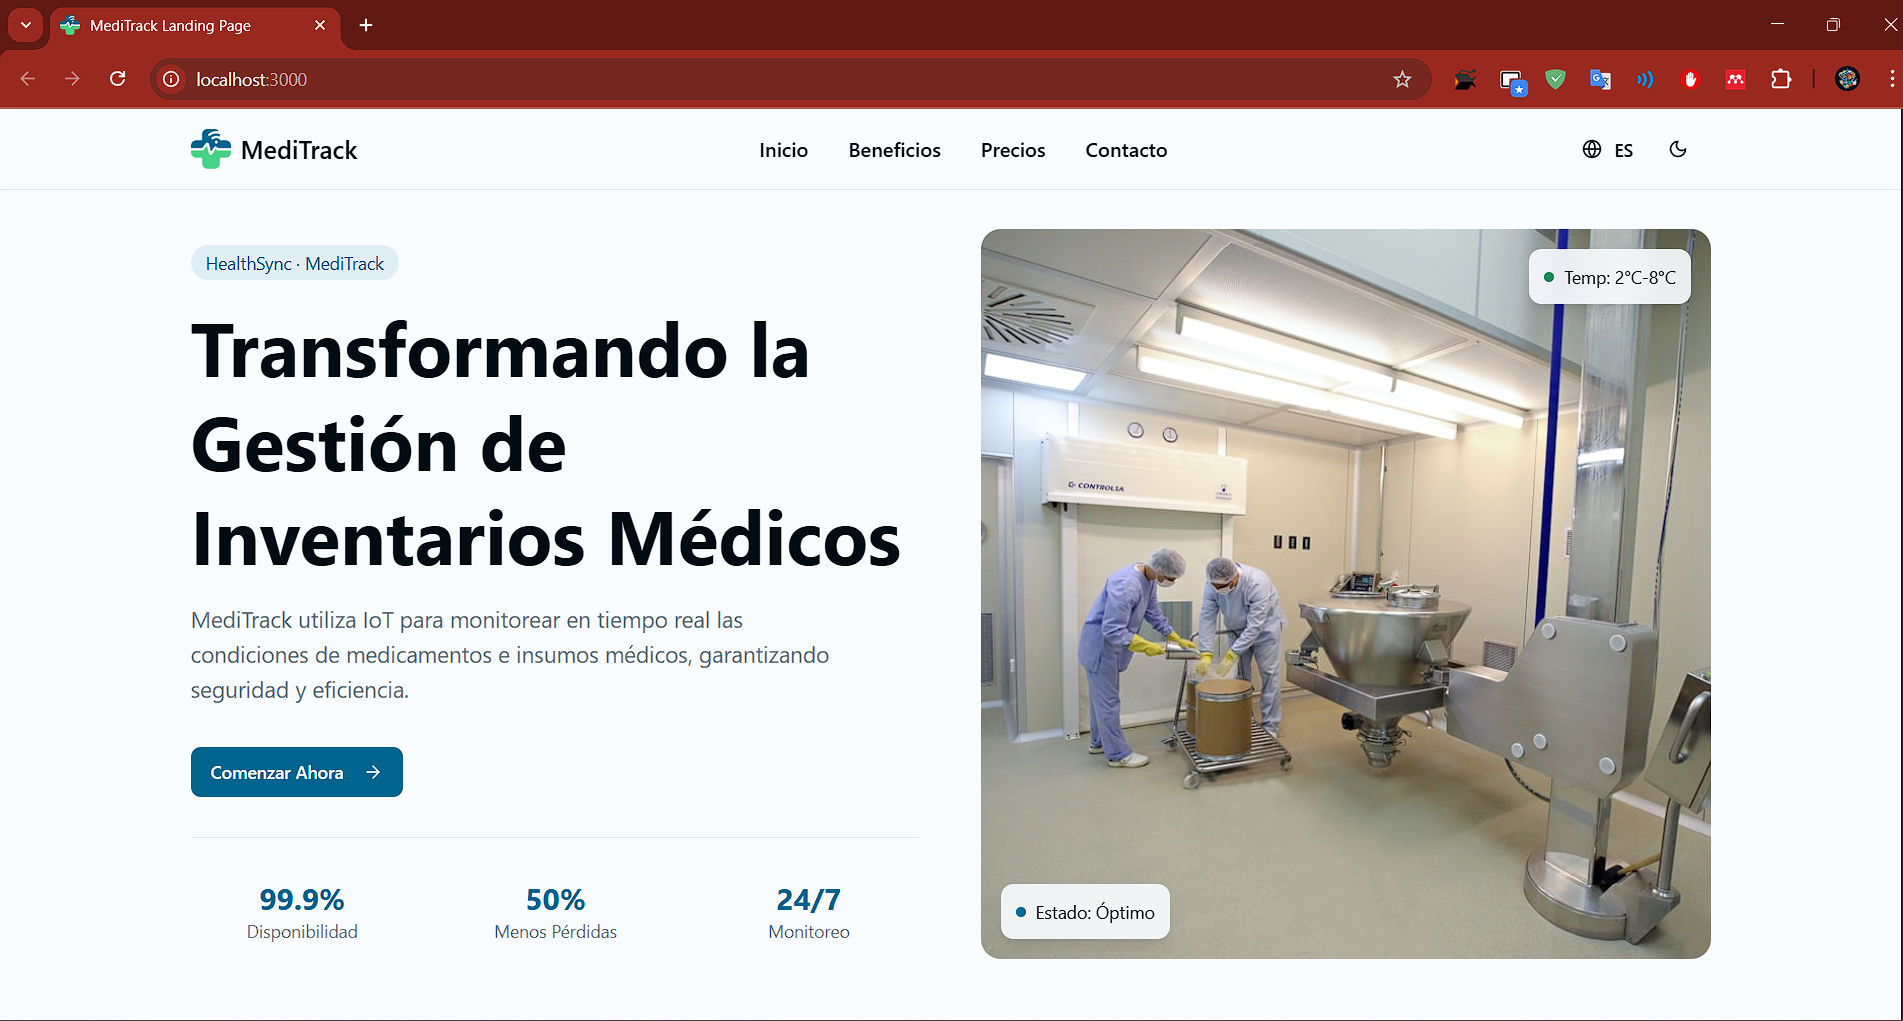 MediTrack Landing Page
localhost:3000
MediTrack
Inicio
Beneficios
Precios
Contacto
ES
HealthSync · MediTrack
Transformando la
Gestión de
Inventarios Médicos
MediTrack utiliza IoT para monitorear en tiempo real las
condiciones de medicamentos e insumos médicos, garantizando
seguridad y eficiencia.
Comenzar Ahora
99.9%
Disponibilidad
50%
Menos Pérdidas
24/7
Monitoreo
Temp: 2°C-8°C
CONTROLSA
Estado: Óptimo